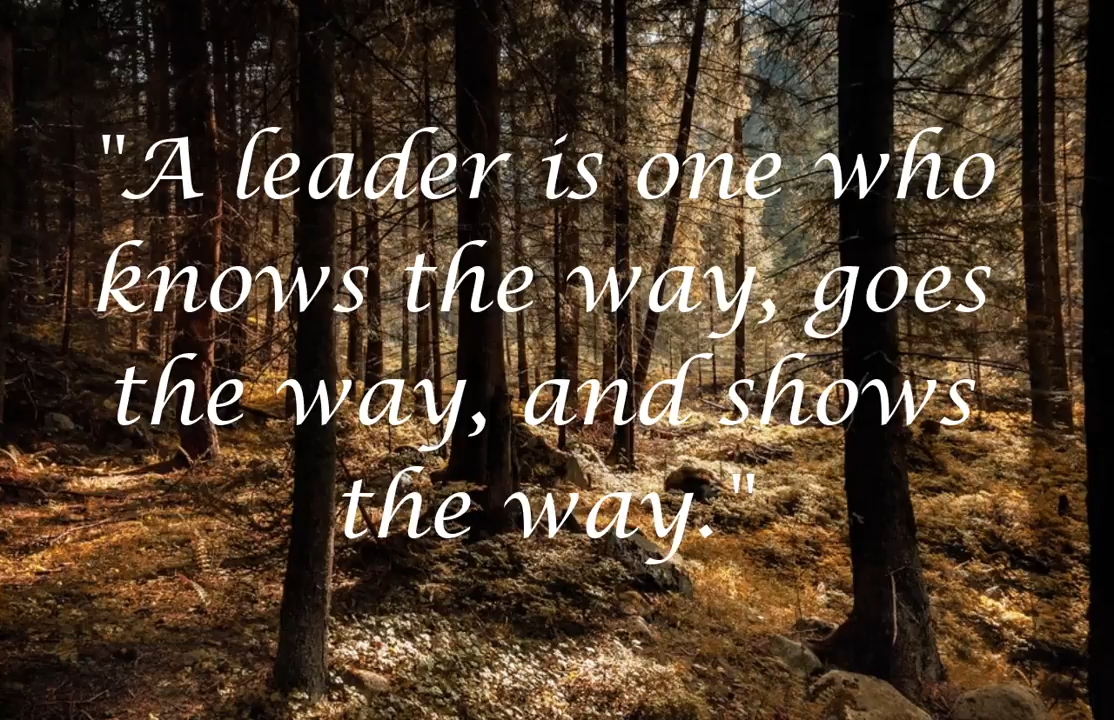 "A leader is one who
knows the way, goes
the way, and shows
the way."